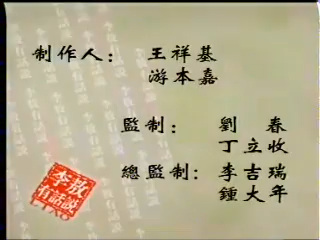 制作人： 王祥基
游本嘉
監制： 劉 春
丁立收
總監制： 李吉瑞
鍾大年
李敖
有話說